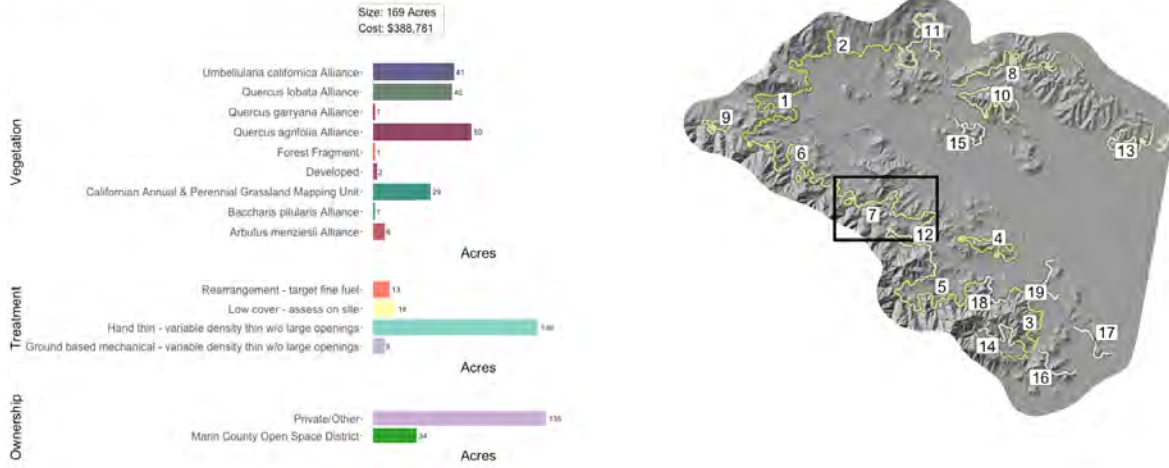 Size: 169 Acres
Cost: $388,781
Vegetation
Umbellularia californica Alliance 41
Quercus lobata Alliance 40
Quercus garryana Alliance 1
Quercus agrifolia Alliance 50
Forest Fragment 1
Developed 2
Californian Annual & Perennial Grassland Mapping Unit 29
Baccharis pilularis Alliance 1
Arbutus menziesii Alliance 6
Acres
Treatment
Rearrangement - target fine fuel 13
Low cover - assess on site
Hand thin - variable density thin w/o large openings
Ground based mechanical - variable density thin w/o large openings
Acres
Ownership
Private/Other 135
Marin County Open Space District 34
Acres
11
2
8
1
10
9
15
13
6
7
12
4
5
18
19
3
14
17
16